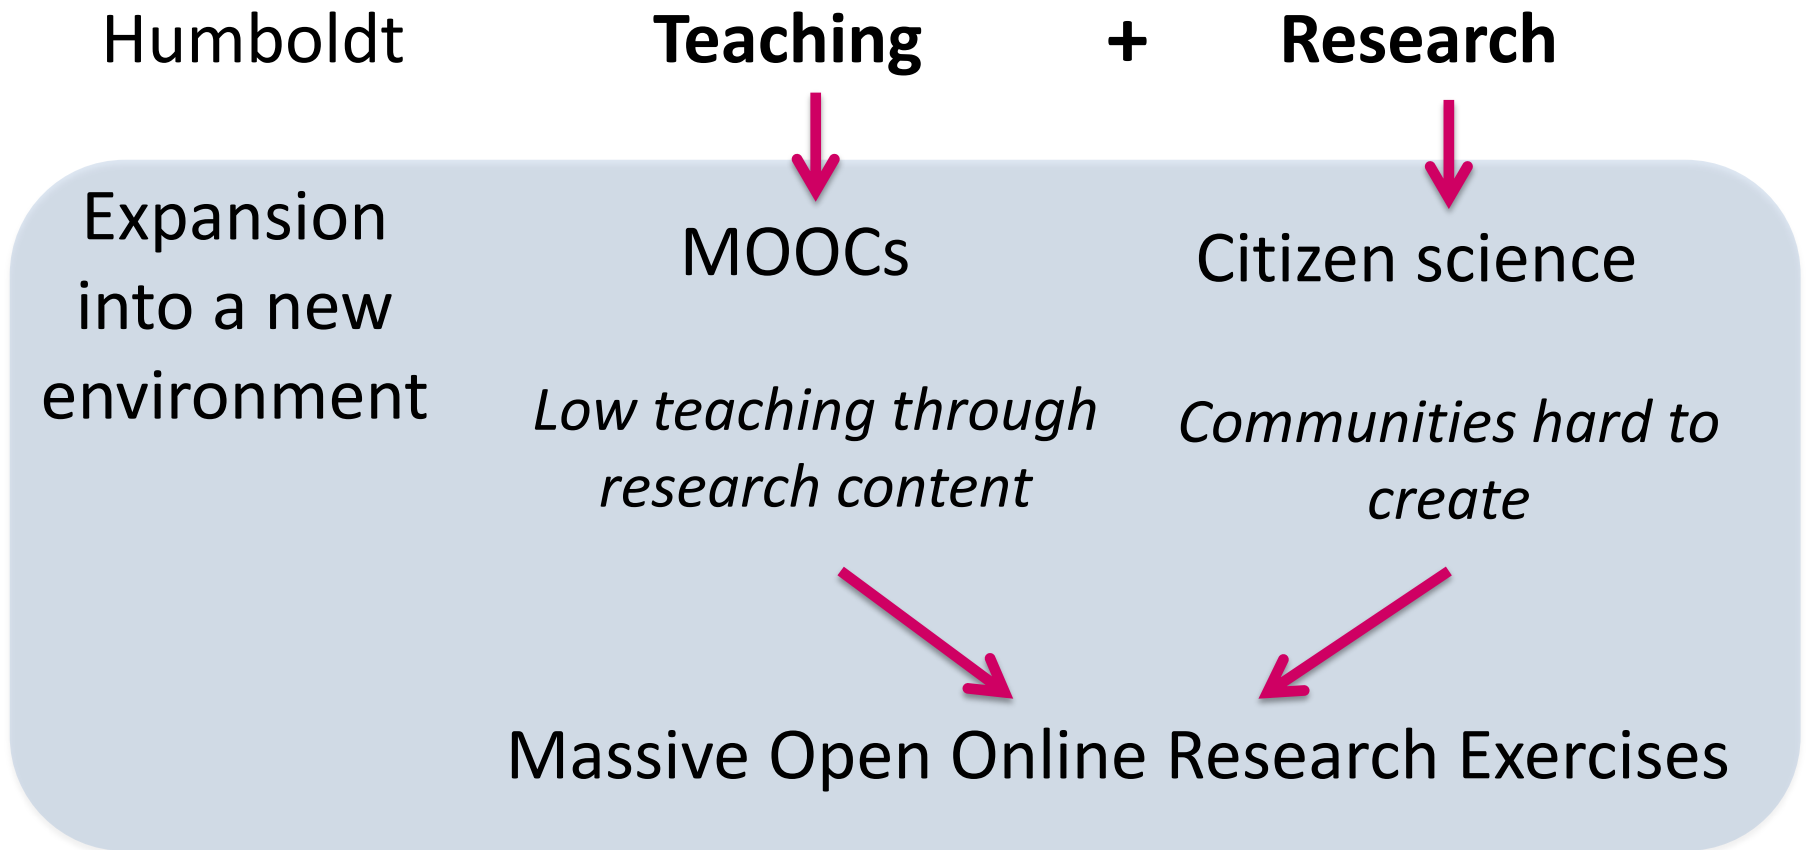 Humboldt Teaching + Research
Expansion
into a new
environment
MOOCs
Low teaching through
research content
Citizen science
Communities hard to
create
Massive Open Online Research Exercises